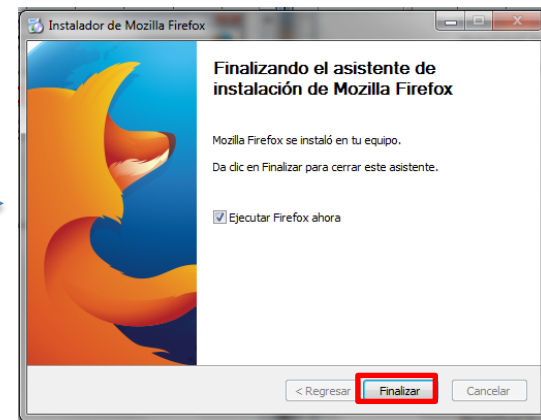 Instalador de Mozilla Firefox
Finalizando el asistente de
instalación de Mozilla Firefox
Mozilla Firefox se instaló en tu equipo.
Da clic en Finalizar para cerrar este asistente.
Ejecutar Firefox ahora
< Regresar Finalizar Cancelar